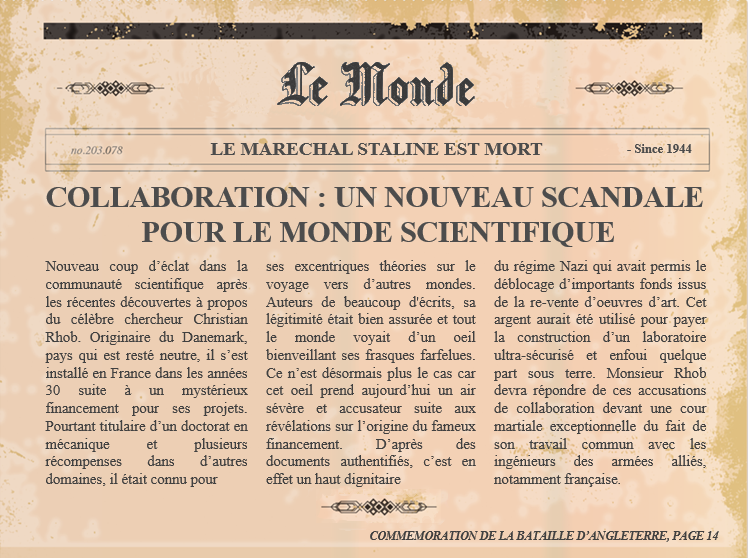 Le Monde
no.203.078
LE MARECHAL STALINE EST MORT
- Since 1944
COLLABORATION : UN NOUVEAU SCANDALE
POUR LE MONDE SCIENTIFIQUE
Nouveau coup d’éclat dans la
communauté scientifique après
les récentes découvertes à propos
du célèbre chercheur Christian
Rhob. Originaire du Danemark,
pays qui est resté neutre, il s’est
installé en France dans les années
30 suite à un mystérieux
financement pour ses projets.
Pourtant titulaire d’un doctorat en
mécanique et plusieurs
récompenses dans d’autres
domaines, il était connu pour
ses excentriques théories sur le
voyage vers d’autres mondes.
Auteurs de beaucoup d'écrits, sa
légitimité était bien assurée et tout
le monde voyait d’un oeil
bienveillant ses frasques farfelues.
Ce n’est désormais plus le cas car
cet oeil prend aujourd’hui un air
sévère et accusateur suite aux
révélations sur l’origine du fameux
financement. D’après des
documents authentifiés, c’est en
effet un haut dignitaire
du régime Nazi qui avait permis le
déblocage d’importants fonds issus
de la re-vente d’oeuvres d’art. Cet
argent aurait été utilisé pour payer
la construction d’un laboratoire
ultra-sécurisé et enfoui quelque
part sous terre. Monsieur Rhob
devra répondre de ces accusations
de collaboration devant une cour
martiale exceptionnelle du fait de
son travail commun avec les
ingénieurs des armées alliés,
notamment française.
COMMEMORATION DE LA BATAILLE D’ANGLETERRE, PAGE 14